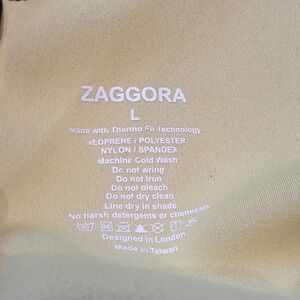 ZAGGORA
L
Made with Thermo Fit Technology
NEOPRENE / POLYESTER
NYLON / SPANDEX
Machine Cold Wash
Do not wring
Do not Iron
Do not bleach
Do not dry clean
Line dry in shade
No harsh detergents or chemicals
Designed in London
Made in Taiwan